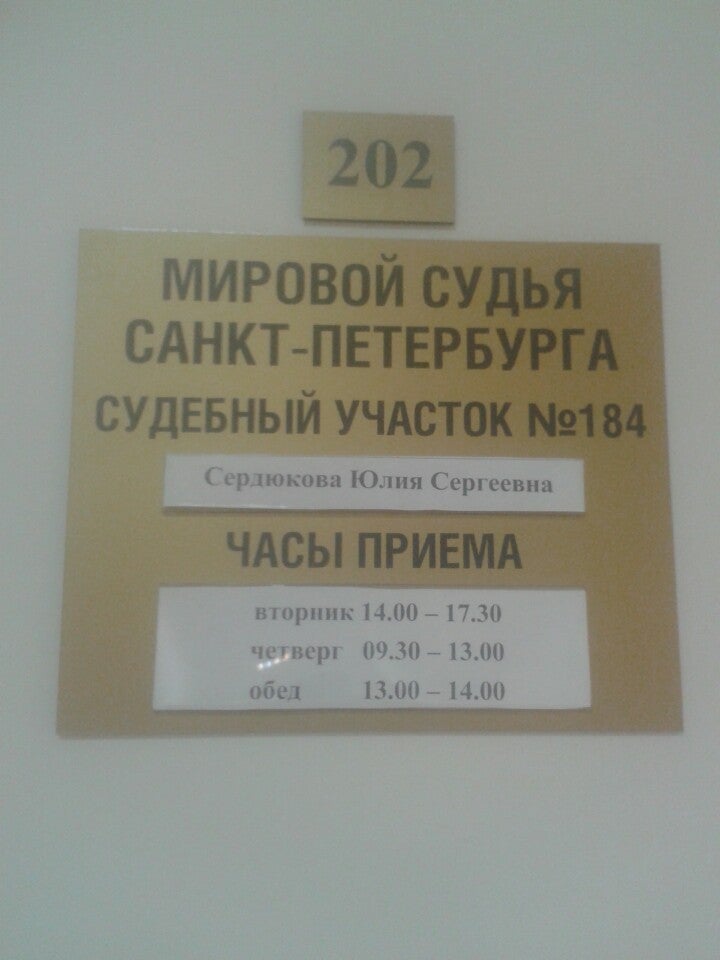 202
МИРОВОЙ СУДЬЯ
САНКТ-ПЕТЕРБУРГА
СУДЕБНЫЙ УЧАСТОК №184
Сердюкова Юлия Сергеевна
ЧАСЫ ПРИЕМА
вторник 14.00 – 17.30
четверг 09.30 – 13.00
обед 13.00 – 14.00